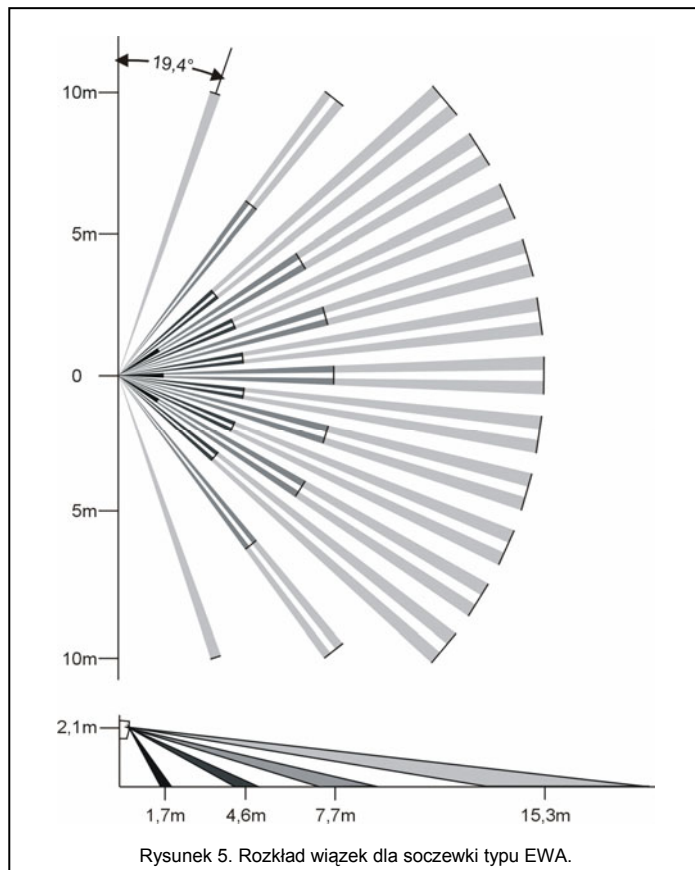 19,4°
10m
5m
0
5m
10m
2,1m
1,7m 4,6m 7,7m 15,3m
Rysunek 5. Rozkład wiązek dla soczewki typu EWA.